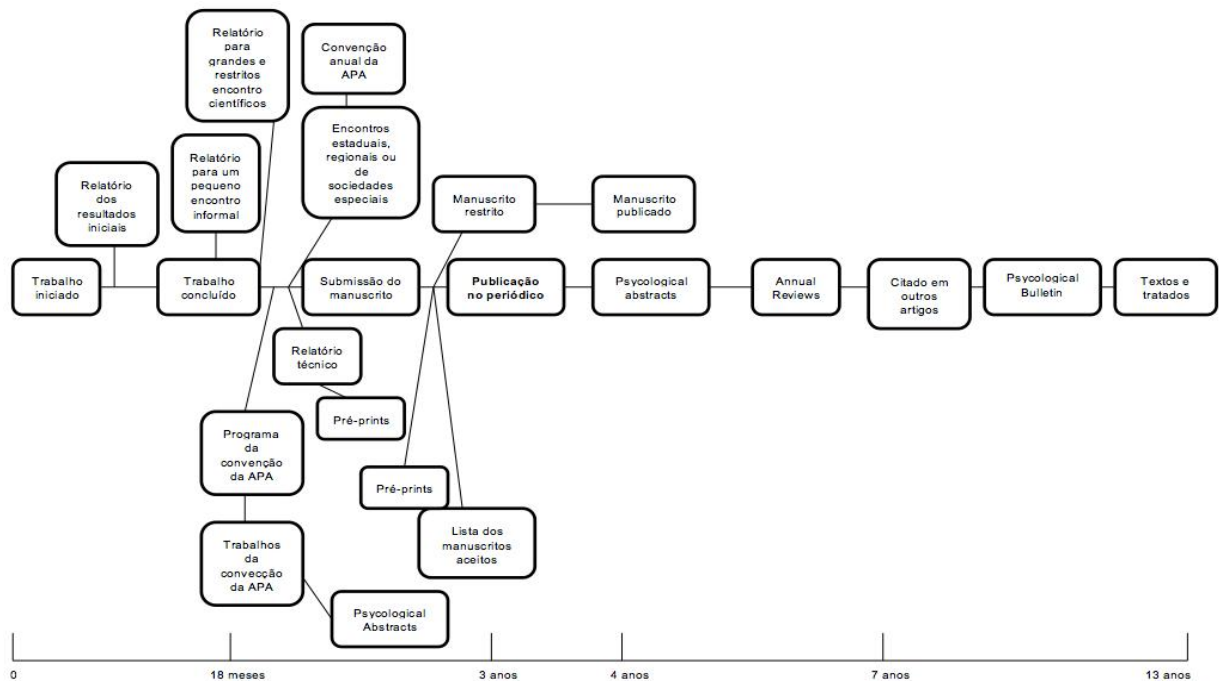 Relatório
para
grandes e
restritos
encontro
científicos
Convenção
anual da
APA
Encontros
estaduais,
regionais ou
de
sociedades
especiais
Relatório
para um
pequeno
encontro
informal
Relatório
dos
resultados
iniciais
Manuscrito
restrito
Manuscrito
publicado
Trabalho
iniciado
Trabalho
concluído
Submissão do
manuscrito
Publicação
no periódico
Psycological
abstracts
Annual
Reviews
Citado em
outros
artigos
Psycological
Bulletin
Textos e
tratados
Relatório
técnico
Pré-prints
Programa
da
convenção
da APA
Pré-prints
Lista dos
manuscritos
aceitos
Trabalhos
da
convecção
da APA
Psycological
Abstracts
0
18 meses
3 anos
4 anos
7 anos
13 anos